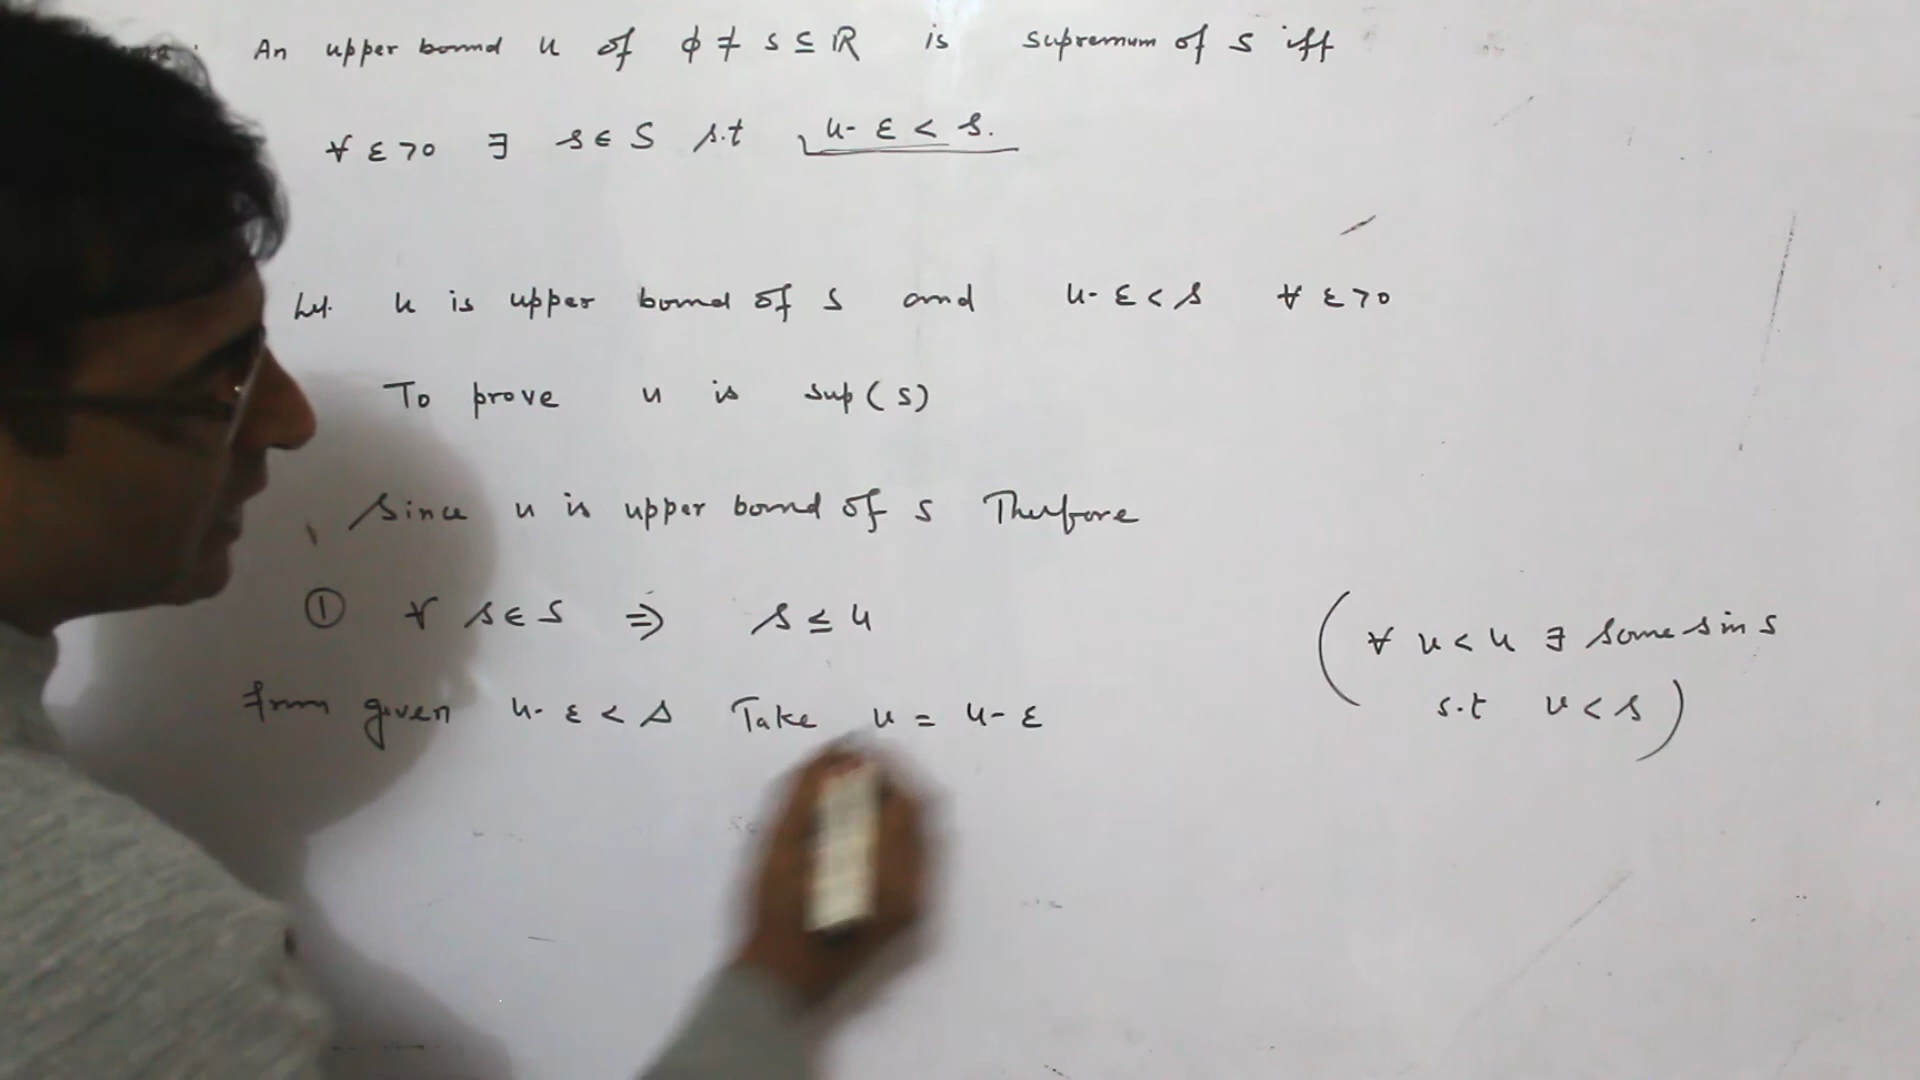 An upper bound u of ϕ ≠ S ⊆ ℝ is supremum of S iff
∀ ε > 0 ∃ s ∈ S s.t u - ε < s.
Let u is upper bound of S and u - ε < s ∀ ε > 0
To prove u is sup(S)
Since u is upper bound of S Therefore
① ∀ s ∈ S ⇒ s ≤ u
from given u - ε < s Take v = u - ε
(∀ v < u ∃ some s in S
s.t v < s)